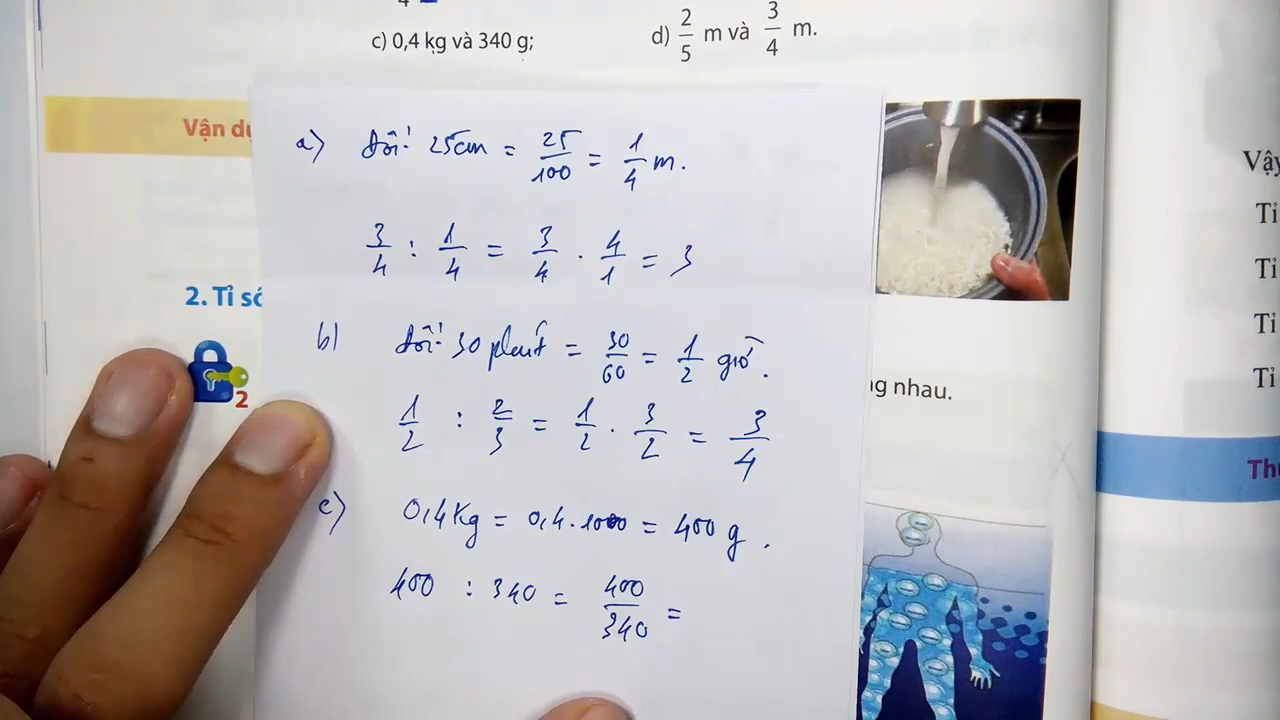 c) 0,4 kg và 340 g;
d) 2/5 m và 3/4 m.
Vận dụ
a) đổi 25cm = 25/100 = 1/4 m.
3/4 : 1/4 = 3/4 . 4/1 = 3
2. Tỉ số
b) đổi 30 phút = 30/60 = 1/2 giờ.
2
1/2 : 2/3 = 1/2 . 3/2 = 3/4
c) 0,4Kg = 0,4.1000 = 400 g.
400 : 340 = 400/340 =
ng nhau.
Vậy
Tỉ
Tỉ
Tỉ
Tỉ